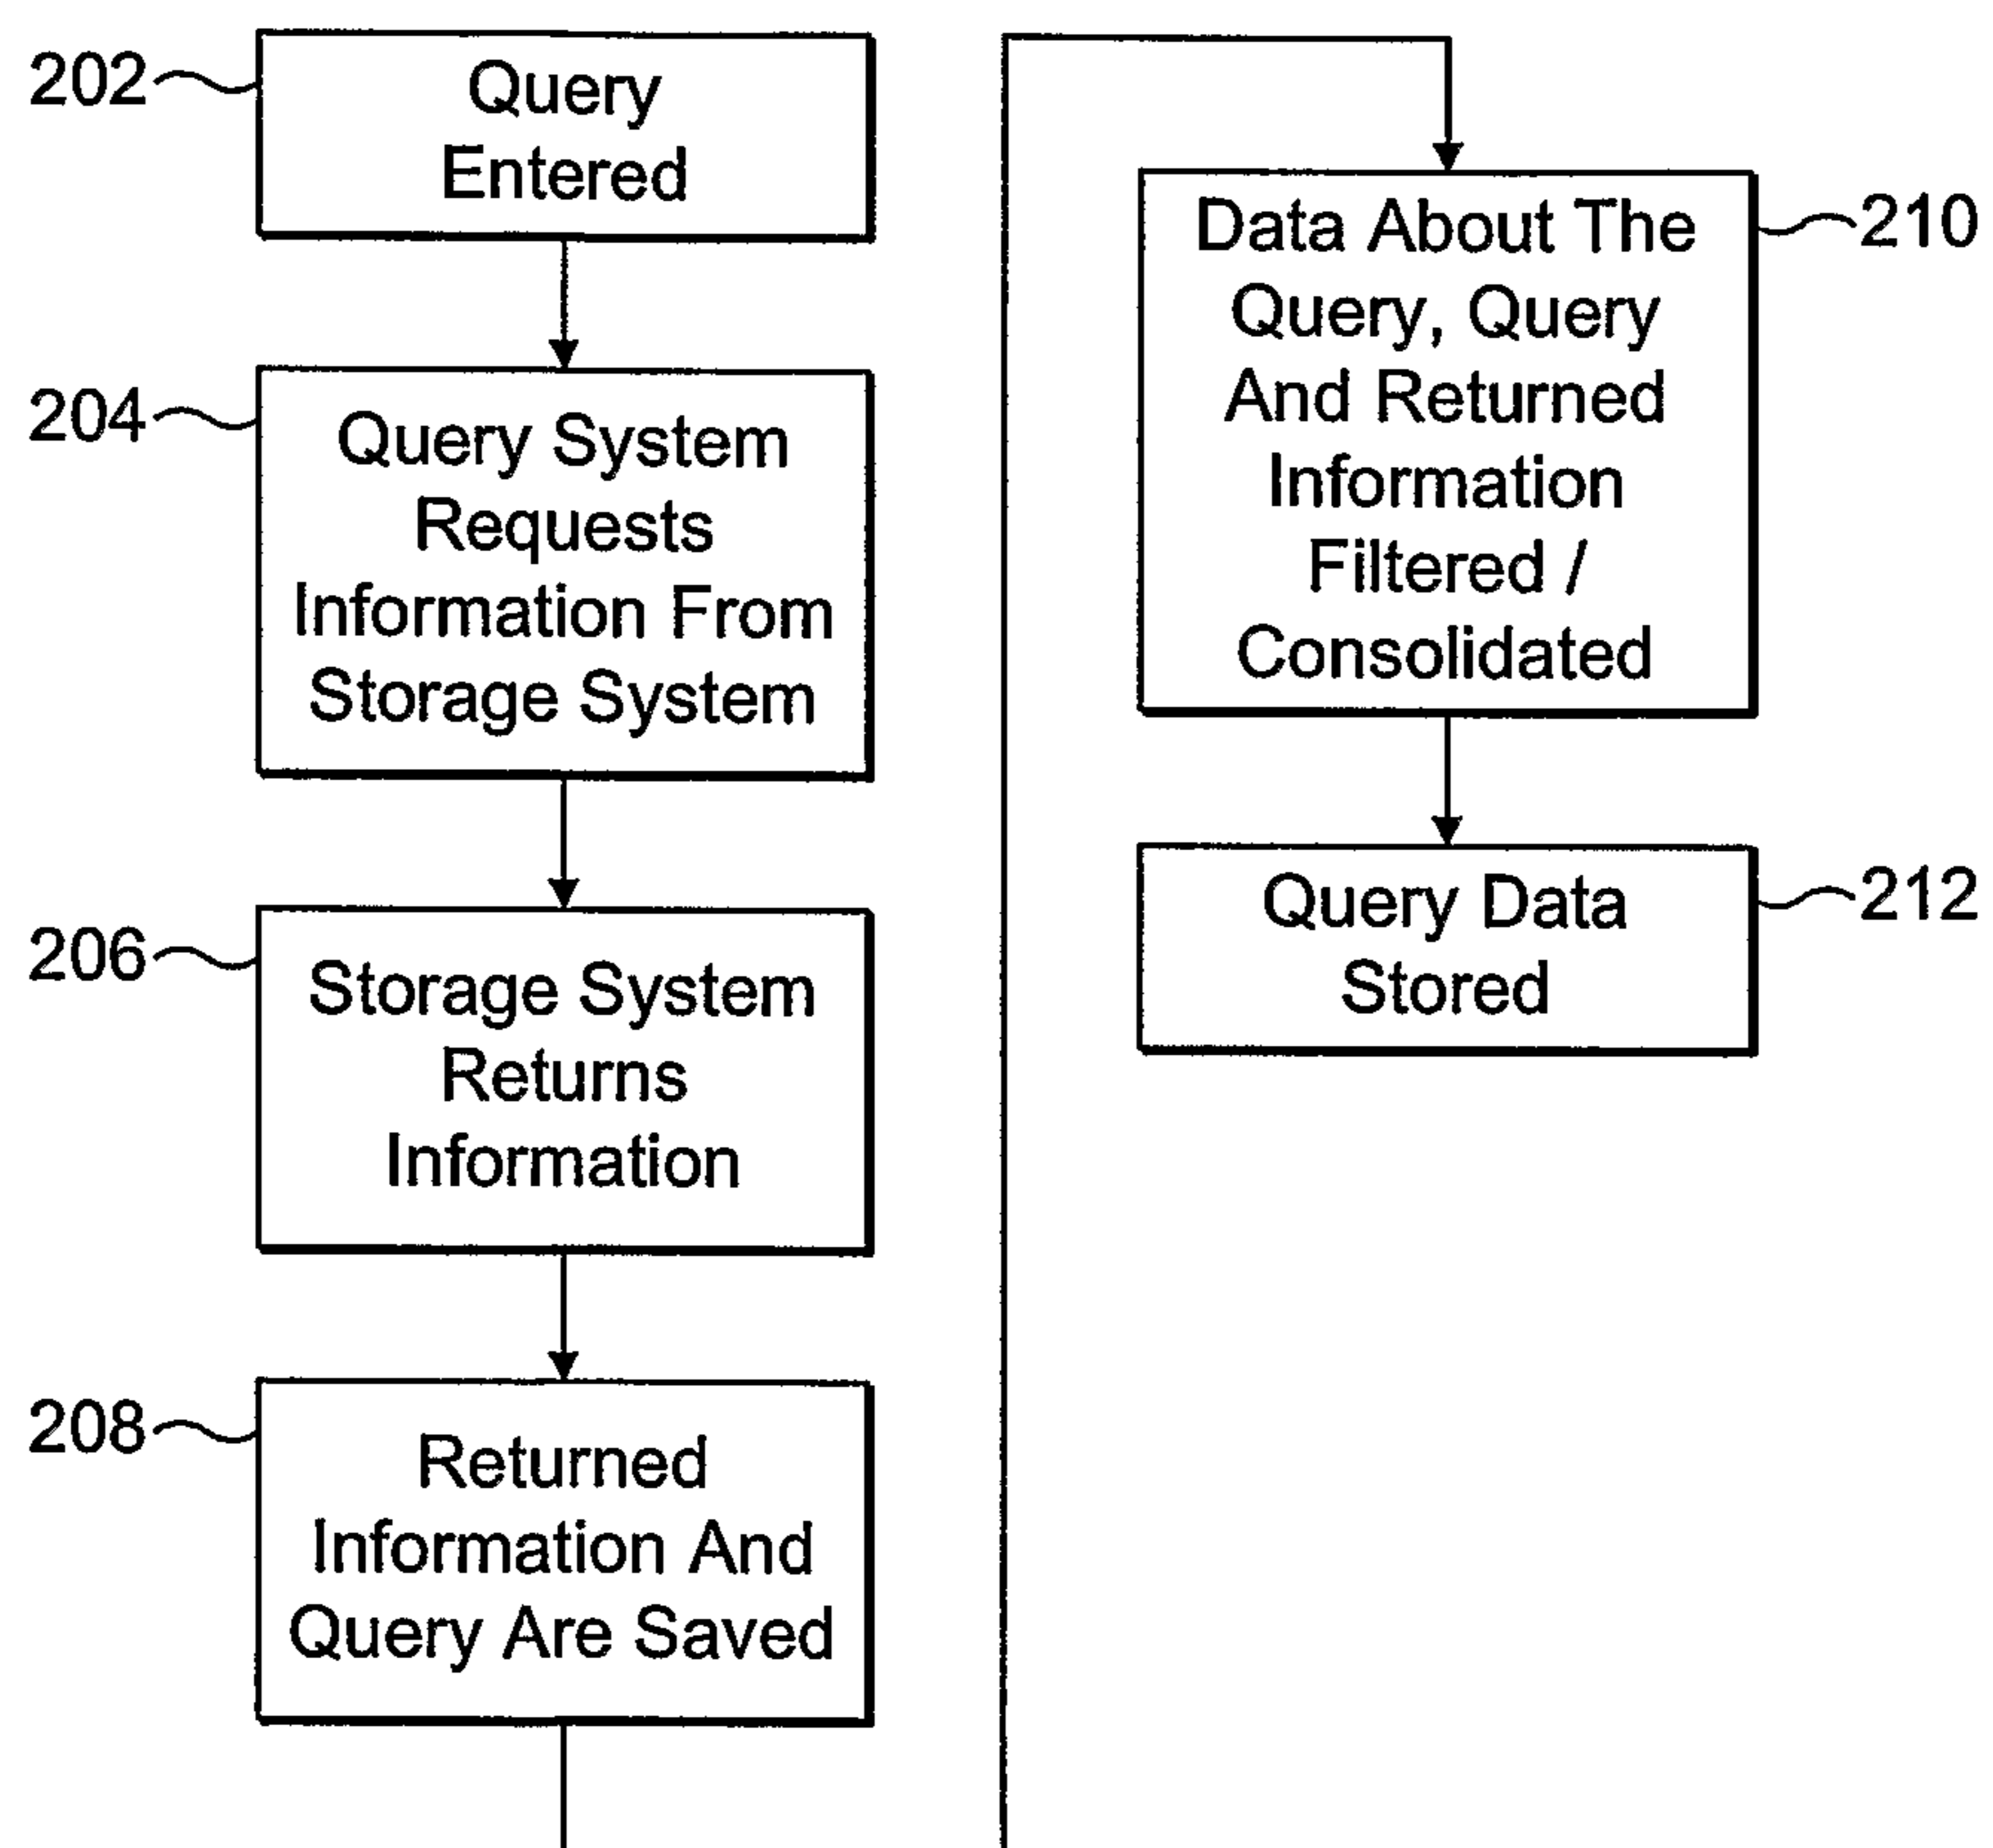 202
Query
Entered
204
Query System
Requests
Information From
Storage System
206
Storage System
Returns
Information
208
Returned
Information And
Query Are Saved
Data About The
Query, Query
And Returned
Information
Filtered /
Consolidated
210
Query Data
Stored
212